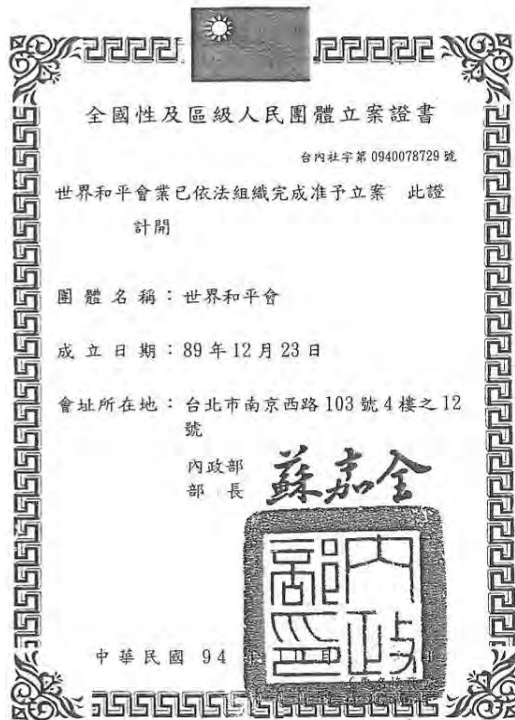 全國性及區級人民團體立案證書
台內社字第 0940078729 號
世界和平會業已依法組織完成准予立案 此證
計開
團體名稱：世界和平會
成立日期：89 年 12 月 23 日
會址所在地：台北市南京西路 103 號 4 樓之 12
號
內政部
部長 蘇嘉全
內政部印
中華民國 94